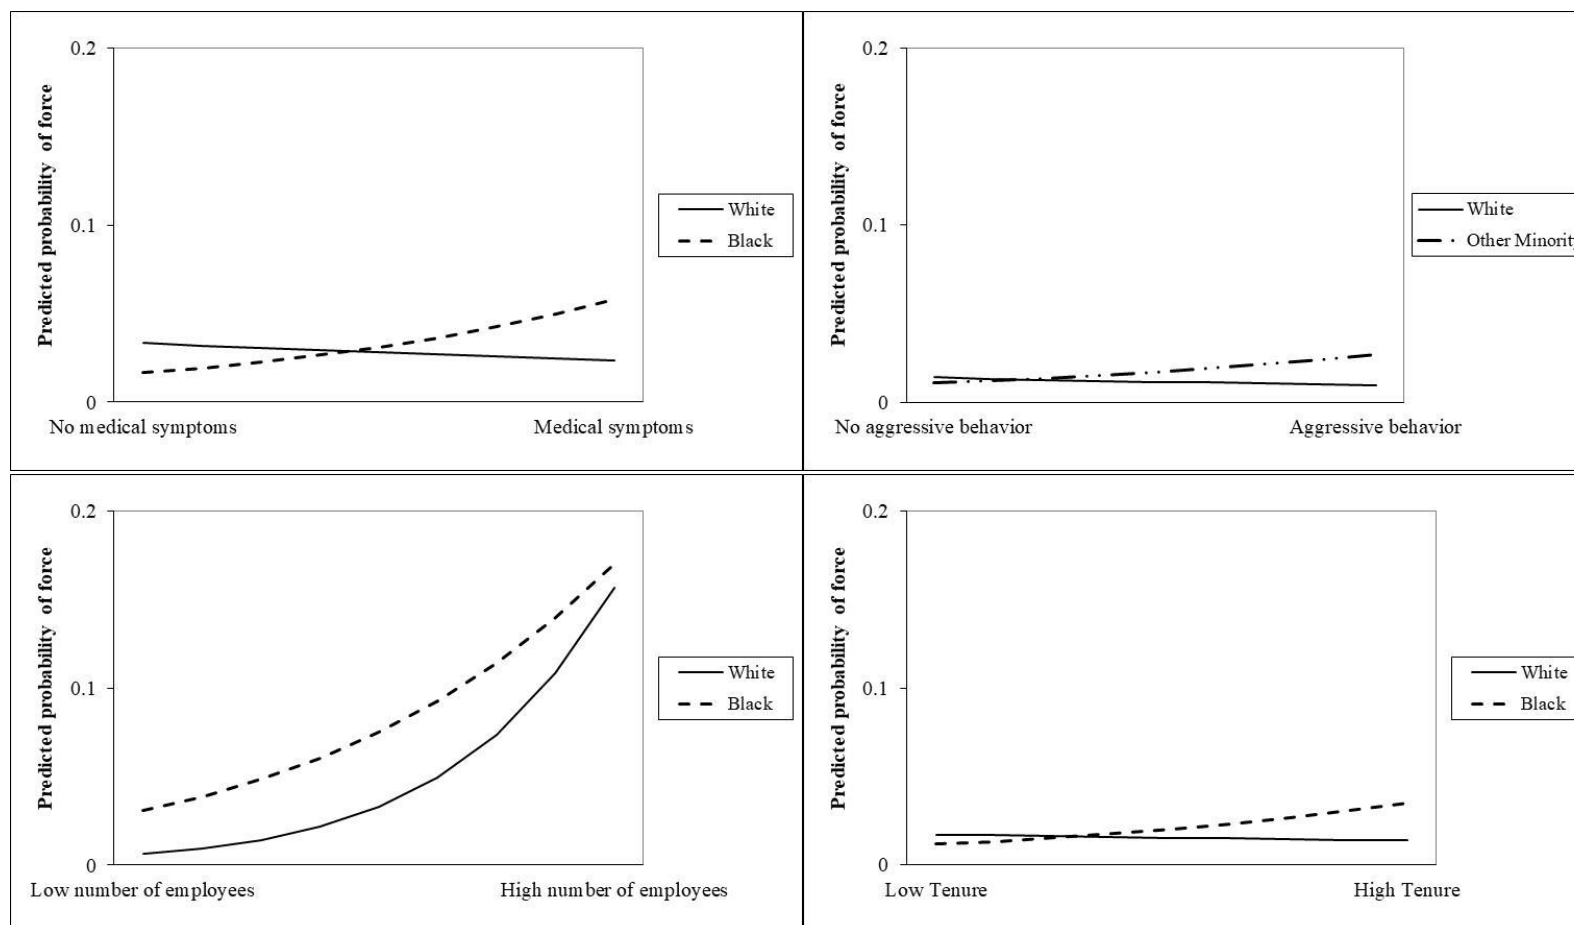 Predicted probability of force
0.2
0.1
0
No medical symptoms
Medical symptoms
White
Black
Predicted probability of force
0.2
0.1
0
No aggressive behavior
Aggressive behavior
White
Other Minority
Predicted probability of force
0.2
0.1
0
Low number of employees
High number of employees
White
Black
Predicted probability of force
0.2
0.1
0
Low Tenure
High Tenure
White
Black